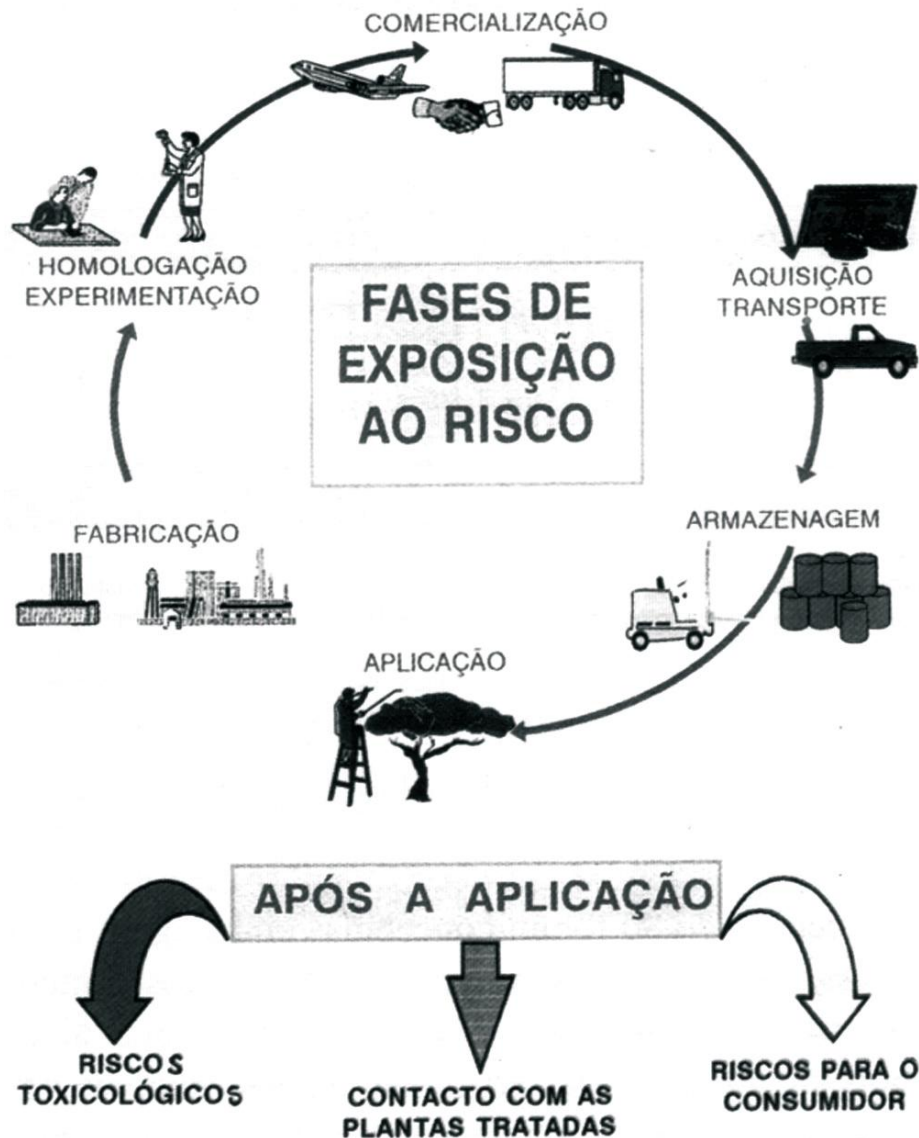 COMERCIALIZAÇÃO
HOMOLOGAÇÃO
EXPERIMENTAÇÃO
FASES DE
EXPOSIÇÃO
AO RISCO
AQUISIÇÃO
TRANSPORTE
FABRICAÇÃO
ARMAZENAGEM
APLICAÇÃO
APÓS A APLICAÇÃO
RISCOS
TOXICOLÓGICOS
CONTACTO COM AS
PLANTAS TRATADAS
RISCOS PARA O
CONSUMIDOR